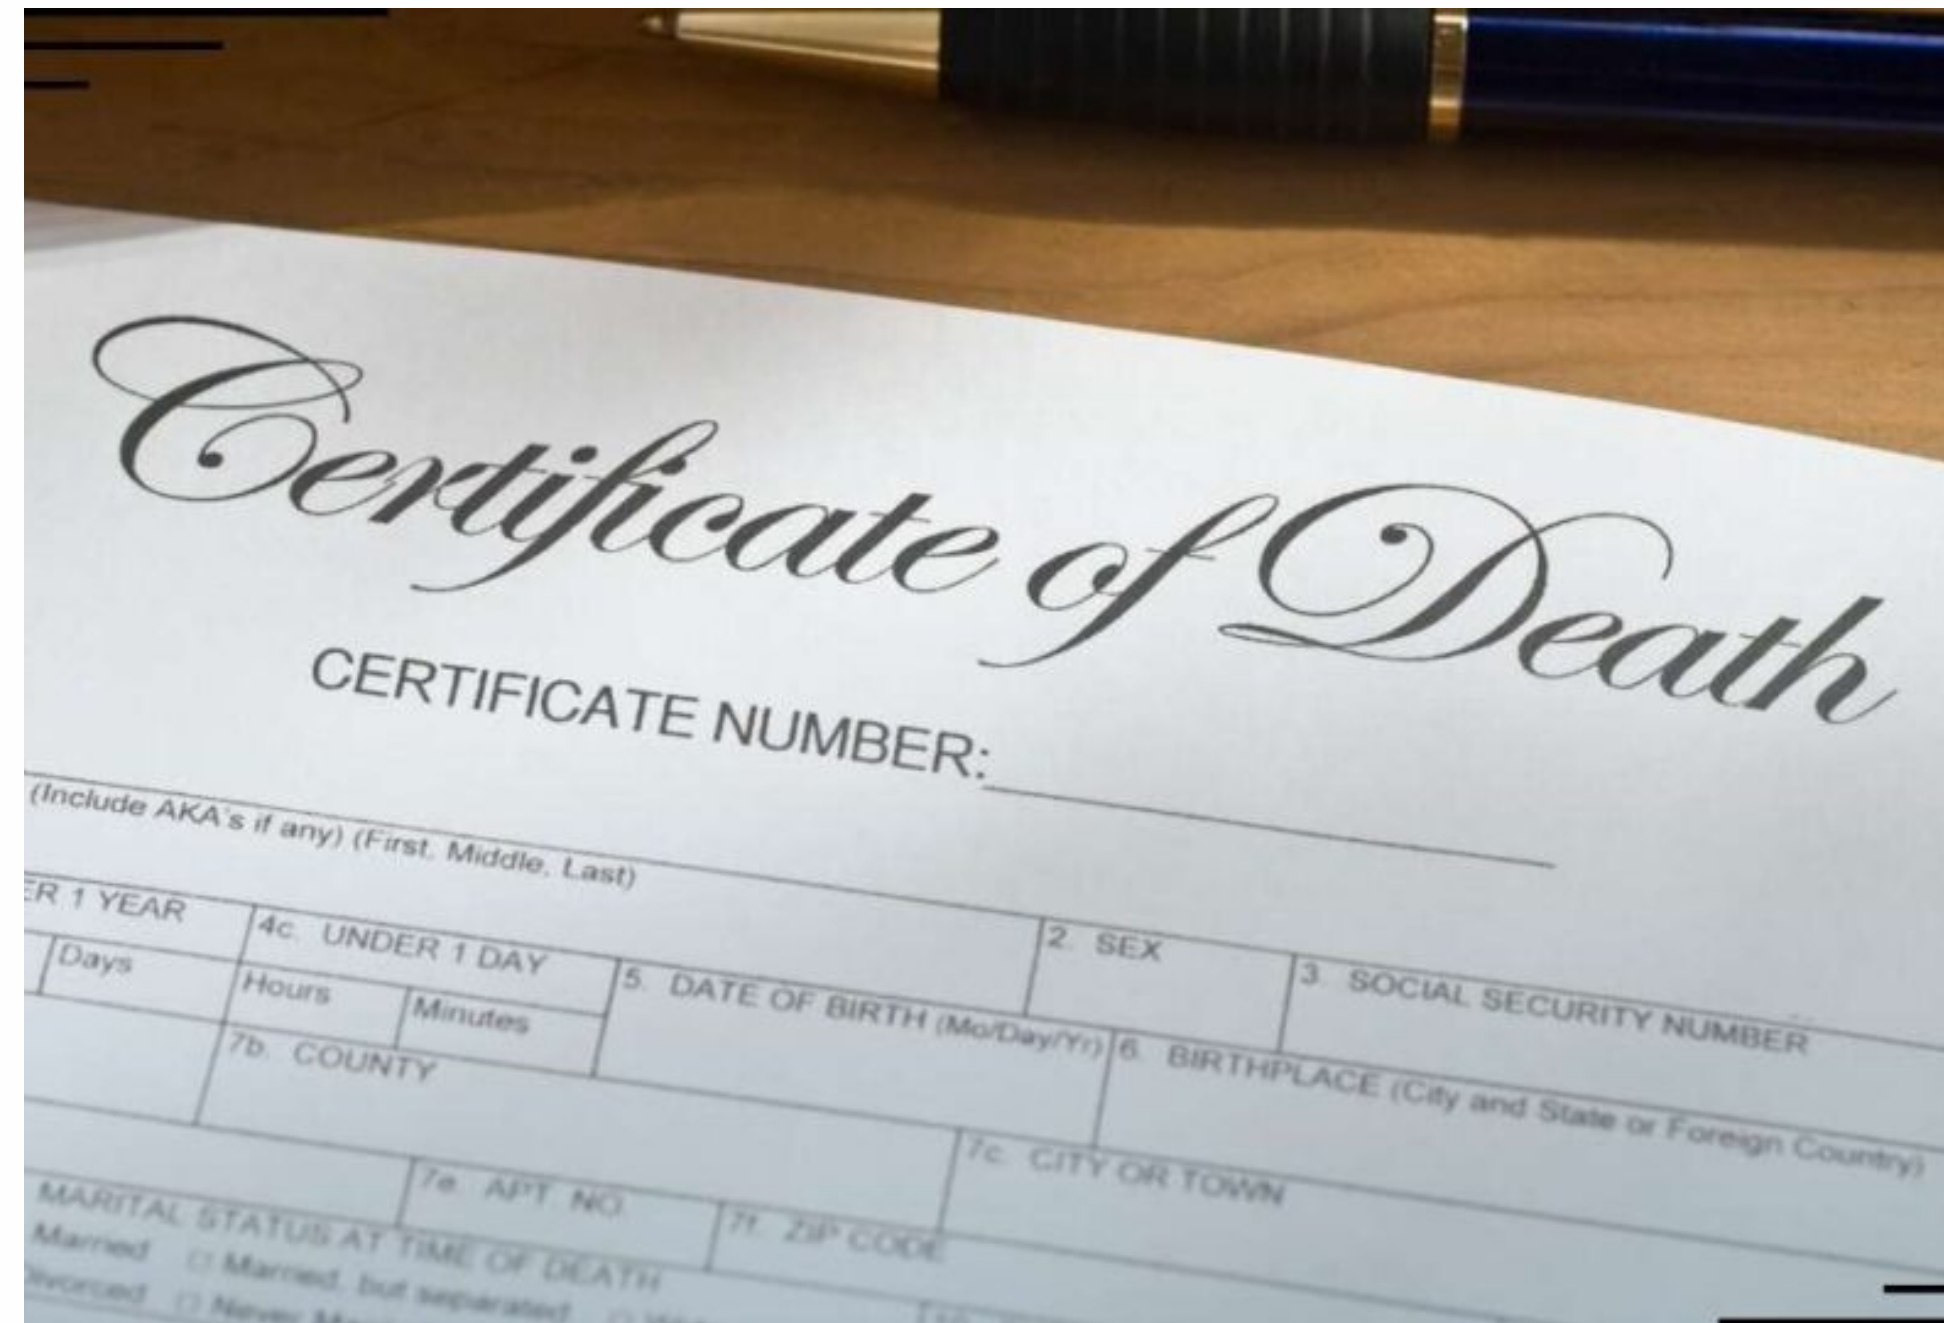 Certificate of Death
CERTIFICATE NUMBER:
(Include AKA's if any) (First, Middle, Last)
2. SEX
3. SOCIAL SECURITY NUMBER
ER 1 YEAR
4c. UNDER 1 DAY
5. DATE OF BIRTH (Mo/Day/Yr)
6. BIRTHPLACE (City and State or Foreign Country)
Days
Hours
Minutes
7b. COUNTY
7c. CITY OR TOWN
7e. APT. NO.
7f. ZIP CODE
MARITAL STATUS AT TIME OF DEATH
Married □ Married, but separated
Divorced □ Never